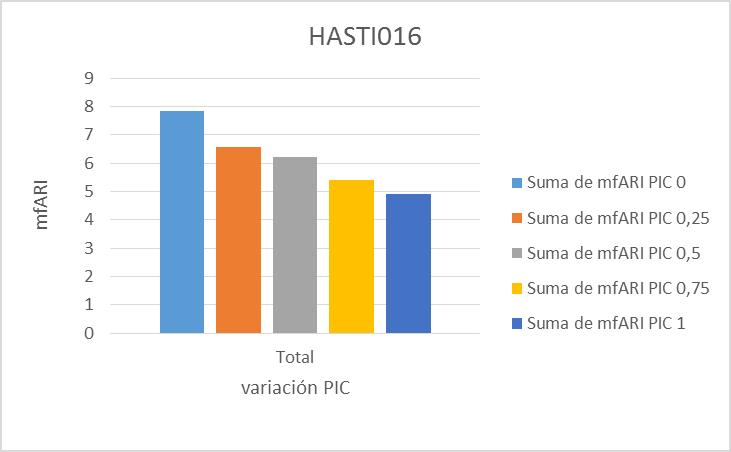 HASTI016
9
8
7
6
5
4
3
2
1
0
mfARI
Total
variación PIC
Suma de mfARI PIC 0
Suma de mfARI PIC 0,25
Suma de mfARI PIC 0,5
Suma de mfARI PIC 0,75
Suma de mfARI PIC 1